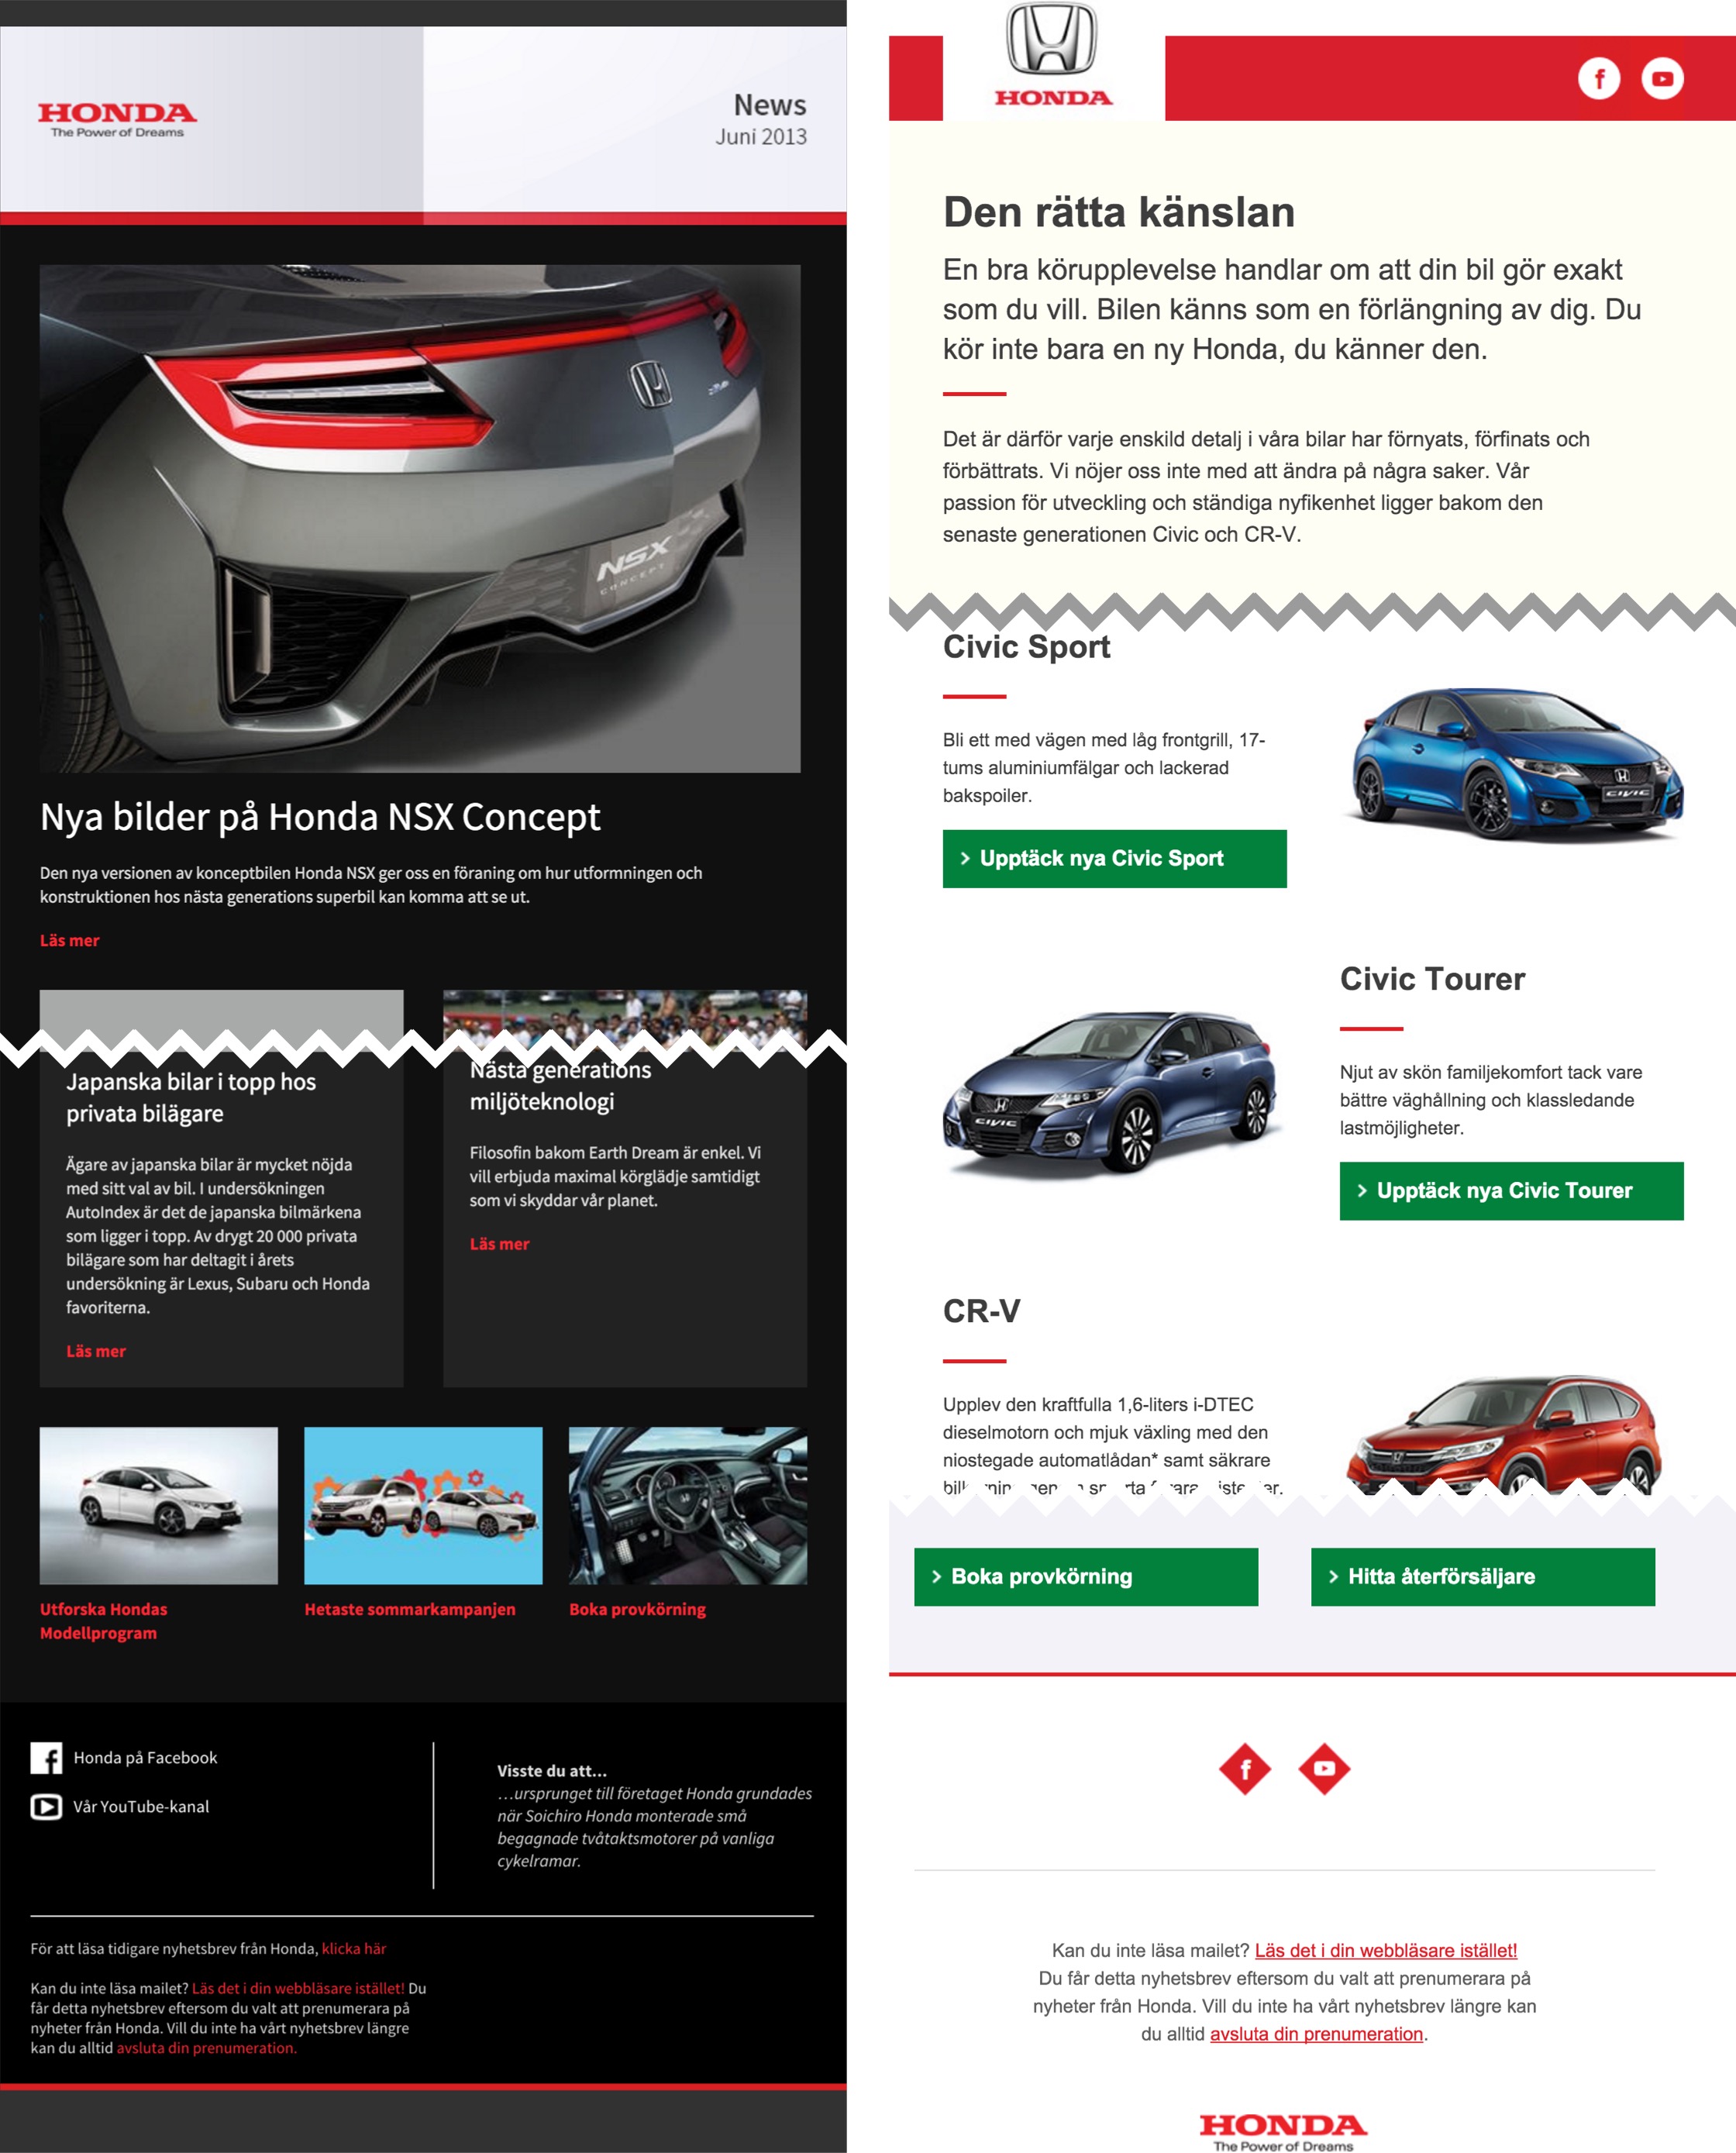 HONDA
The Power of Dreams
News
Juni 2013
NSX
CONCEPT
Nya bilder på Honda NSX Concept
Den nya versionen av konceptbilen Honda NSX ger oss en föraning om hur utformningen och
konstruktionen hos nästa generations superbil kan komma att se ut.
Läs mer
Japanska bilar i topp hos
privata bilägare
Ägare av japanska bilar är mycket nöjda
med sitt val av bil. I undersökningen
AutoIndex är det de japanska bilmärkena
som ligger i topp. Av drygt 20 000 privata
bilägare som har deltagit i årets
undersökning är Lexus, Subaru och Honda
favoriterna.
Läs mer
Nästa generations
miljöteknologi
Filosofin bakom Earth Dream är enkel. Vi
vill erbjuda maximal körglädje samtidigt
som vi skyddar vår planet.
Läs mer
Utforska Hondas
Modellprogram
Hetaste sommarkampanjen
Boka provkörning
Honda på Facebook
Vår YouTube-kanal
Visste du att...
...ursprunget till företaget Honda grundades
när Soichiro Honda monterade små
begagnade tvåtaktsmotorer på vanliga
cykelramar.
För att läsa tidigare nyhetsbrev från Honda, klicka här
Kan du inte läsa mailet? Läs det i din webbläsare istället! Du
får detta nyhetsbrev eftersom du valt att prenumerara på
nyheter från Honda. Vill du inte ha vårt nyhetsbrev längre
kan du alltid avsluta din prenumeration.
HONDA
Den rätta känslan
En bra körupplevelse handlar om att din bil gör exakt
som du vill. Bilen känns som en förlängning av dig. Du
kör inte bara en ny Honda, du känner den.
Det är därför varje enskild detalj i våra bilar har förnyats, förfinats och
förbättrats. Vi nöjer oss inte med att ändra på några saker. Vår
passion för utveckling och ständiga nyfikenhet ligger bakom den
senaste generationen Civic och CR-V.
Civic Sport
Bli ett med vägen med låg frontgrill, 17-
tums aluminiumfälgar och lackerad
bakspoiler.
Upptäck nya Civic Sport
CIVIC
Civic Tourer
Njut av skön familjekomfort tack vare
bättre väghållning och klassledande
lastmöjligheter.
Upptäck nya Civic Tourer
CIVIC
CR-V
Upplev den kraftfulla 1,6-liters i-DTEC
dieselmotorn och mjuk växling med den
niostegade automatlådan* samt säkrare
Boka provkörning
Hitta återförsäljare
Kan du inte läsa mailet? Läs det i din webbläsare istället!
Du får detta nyhetsbrev eftersom du valt att prenumerara på
nyheter från Honda. Vill du inte ha vårt nyhetsbrev längre kan
du alltid avsluta din prenumeration.
HONDA
The Power of Dreams